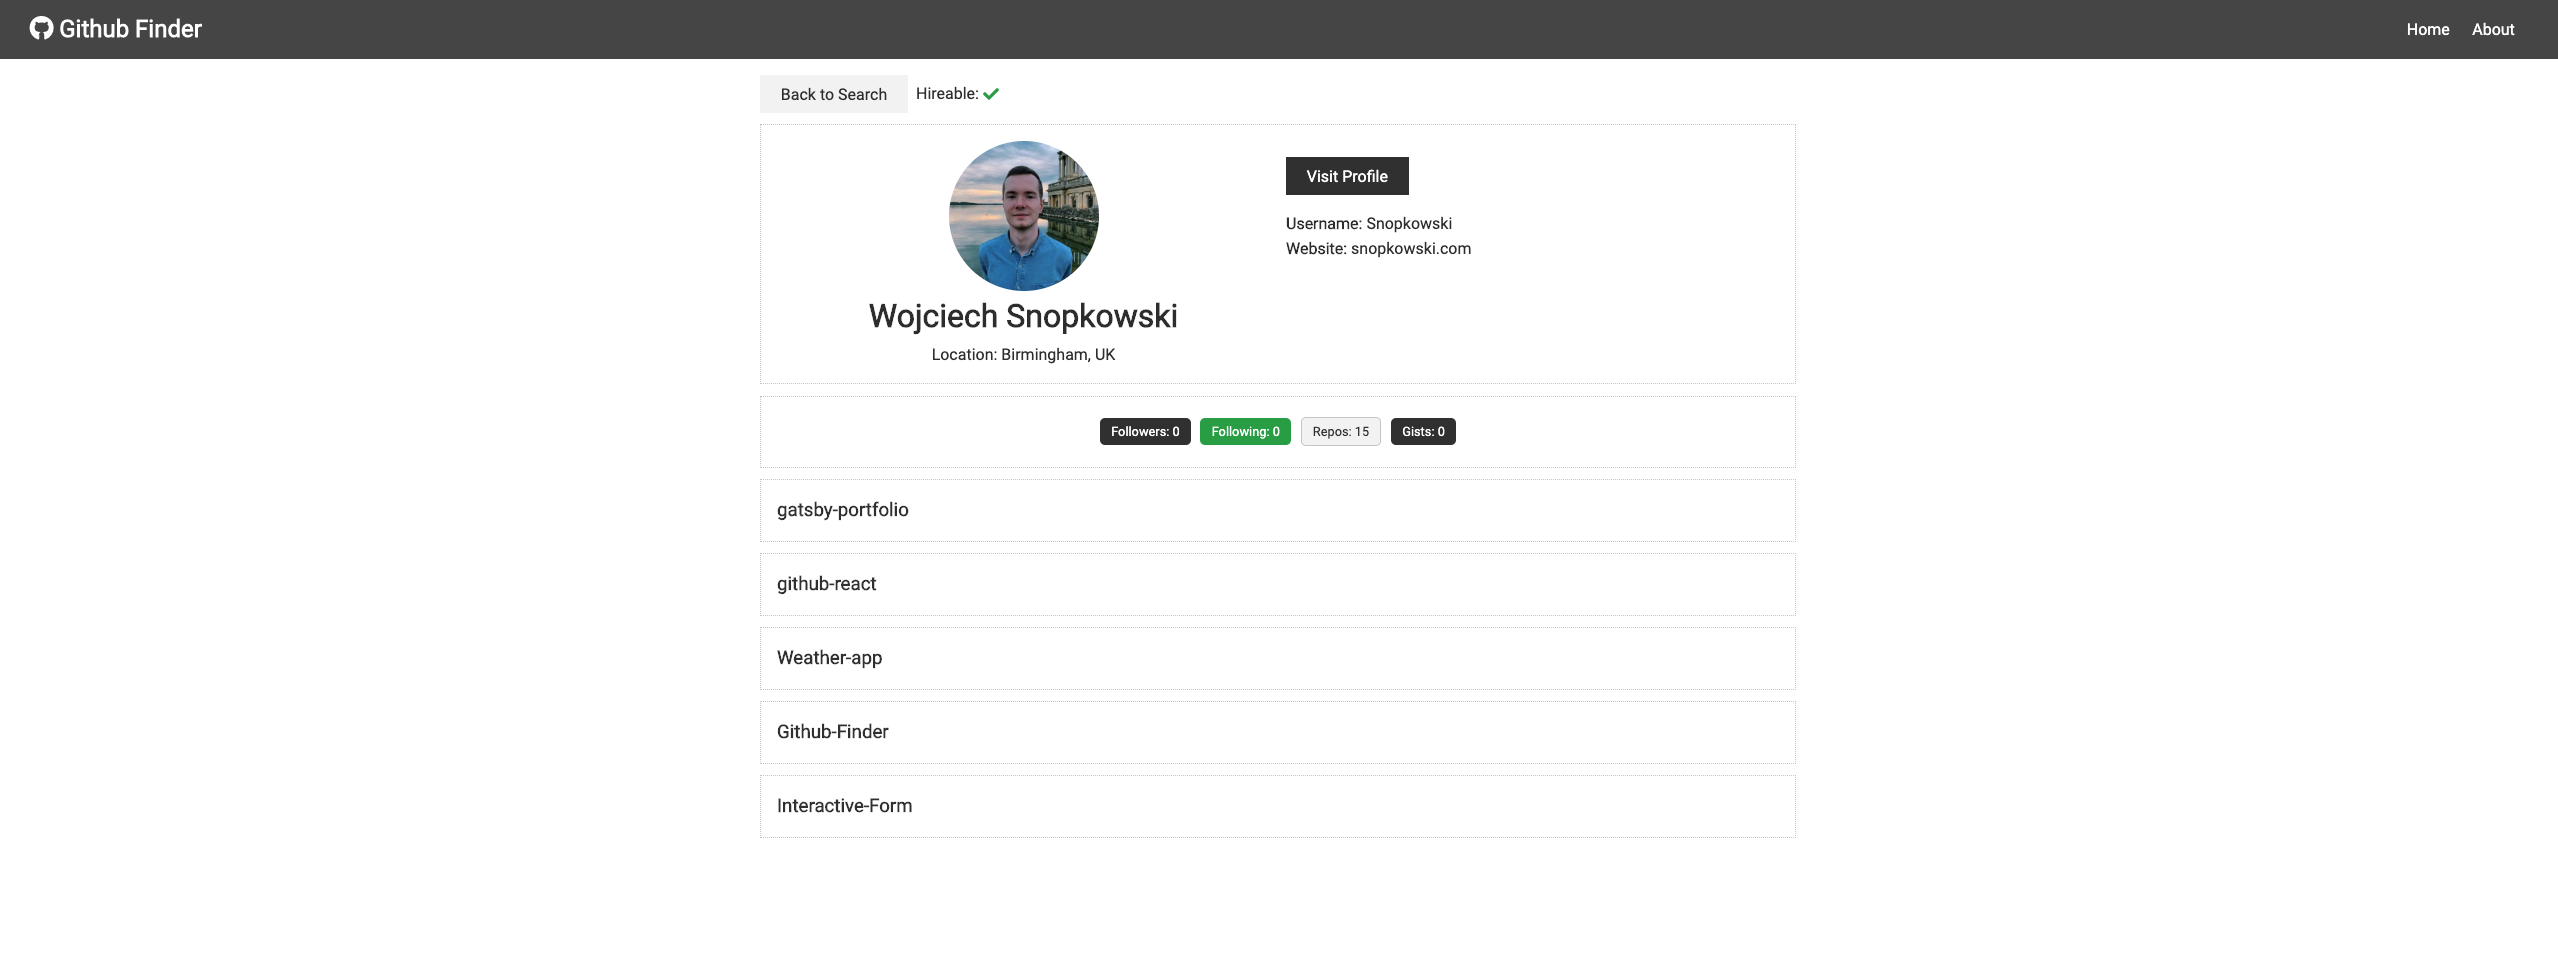 Github Finder
Home
About
Back to Search
Hireable:
Visit Profile
Username: Snopkowski
Website: snopkowski.com
Wojciech Snopkowski
Location: Birmingham, UK
Followers: 0
Following: 0
Repos: 15
Gists: 0
gatsby-portfolio
github-react
Weather-app
Github-Finder
Interactive-Form